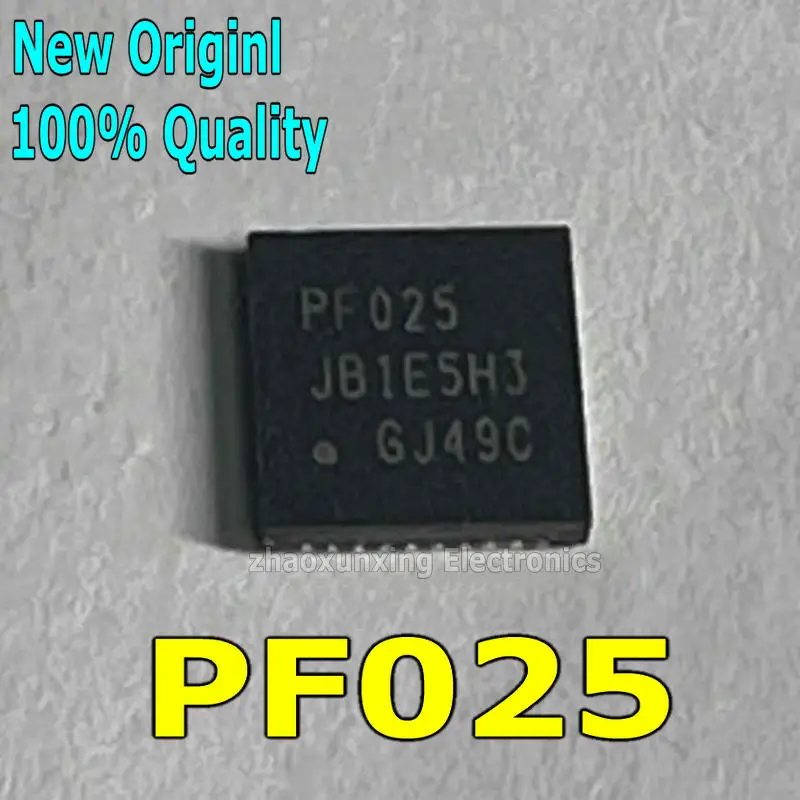 New Originl
100% Quality
PF025
JB1E5H3
GJ49C
zhaoxunxing Electronics
PF025